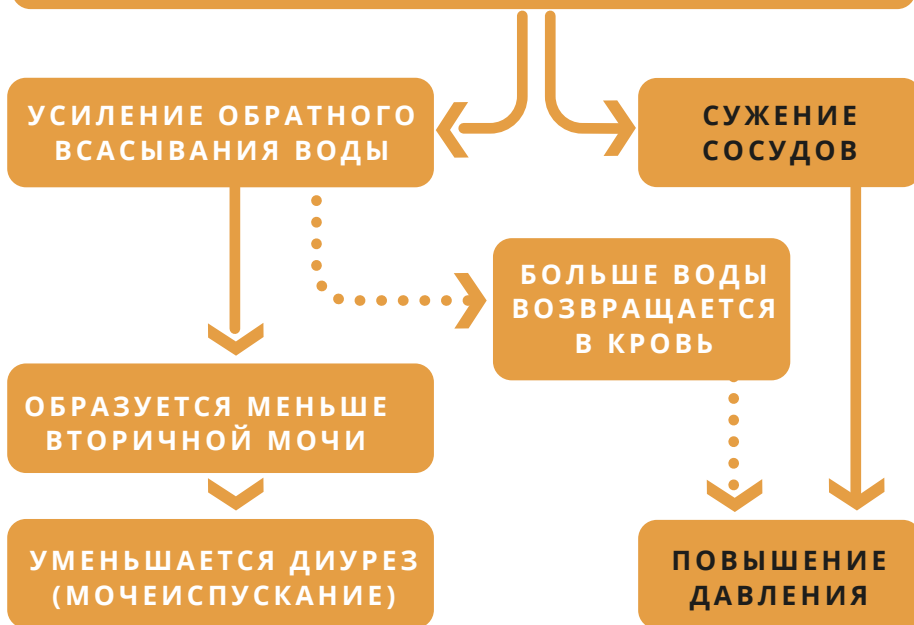 УСИЛЕНИЕ ОБРАТНОГО
ВСАСЫВАНИЯ ВОДЫ
СУЖЕНИЕ
СОСУДОВ
БОЛЬШЕ ВОДЫ
ВОЗВРАЩАЕТСЯ
В КРОВЬ
ОБРАЗУЕТСЯ МЕНЬШЕ
ВТОРИЧНОЙ МОЧИ
УМЕНЬШАЕТСЯ ДИУРЕЗ
(МОЧЕИСПУСКАНИЕ)
ПОВЫШЕНИЕ
ДАВЛЕНИЯ